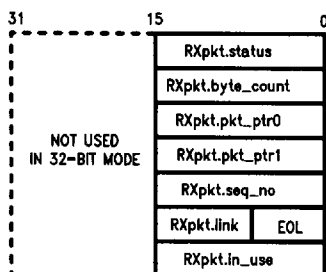 31 15 0
RXpkt.status
RXpkt.byte_count
RXpkt.pkt_ptr0
RXpkt.pkt_ptr1
NOT USED
IN 32-BIT MODE
RXpkt.seq_no
RXpkt.link EOL
RXpkt.in_use